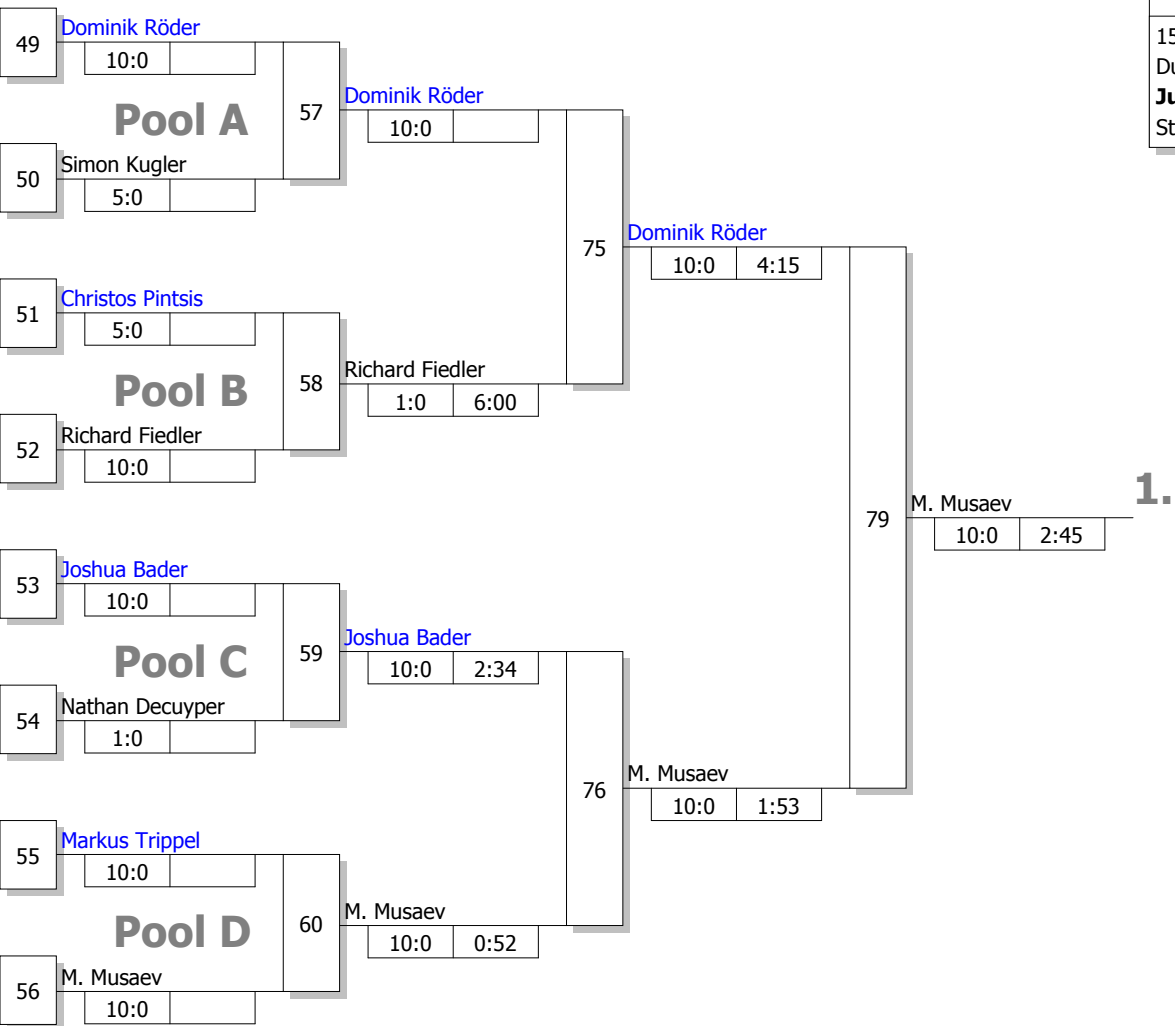 49
Dominik Röder
10:0
Pool A
50
Simon Kugler
5:0
57
Dominik Röder
10:0
51
Christos Pintsis
5:0
Pool B
52
Richard Fiedler
10:0
58
Richard Fiedler
1:0 6:00
75
Dominik Röder
10:0 4:15
53
Joshua Bader
10:0
Pool C
54
Nathan Decuyper
1:0
59
Joshua Bader
10:0 2:34
55
Markus Trippel
10:0
Pool D
56
M. Musaev
10:0
60
M. Musaev
10:0 0:52
76
M. Musaev
10:0 1:53
79
M. Musaev
10:0 2:45
1.
15
Du
Ju
St